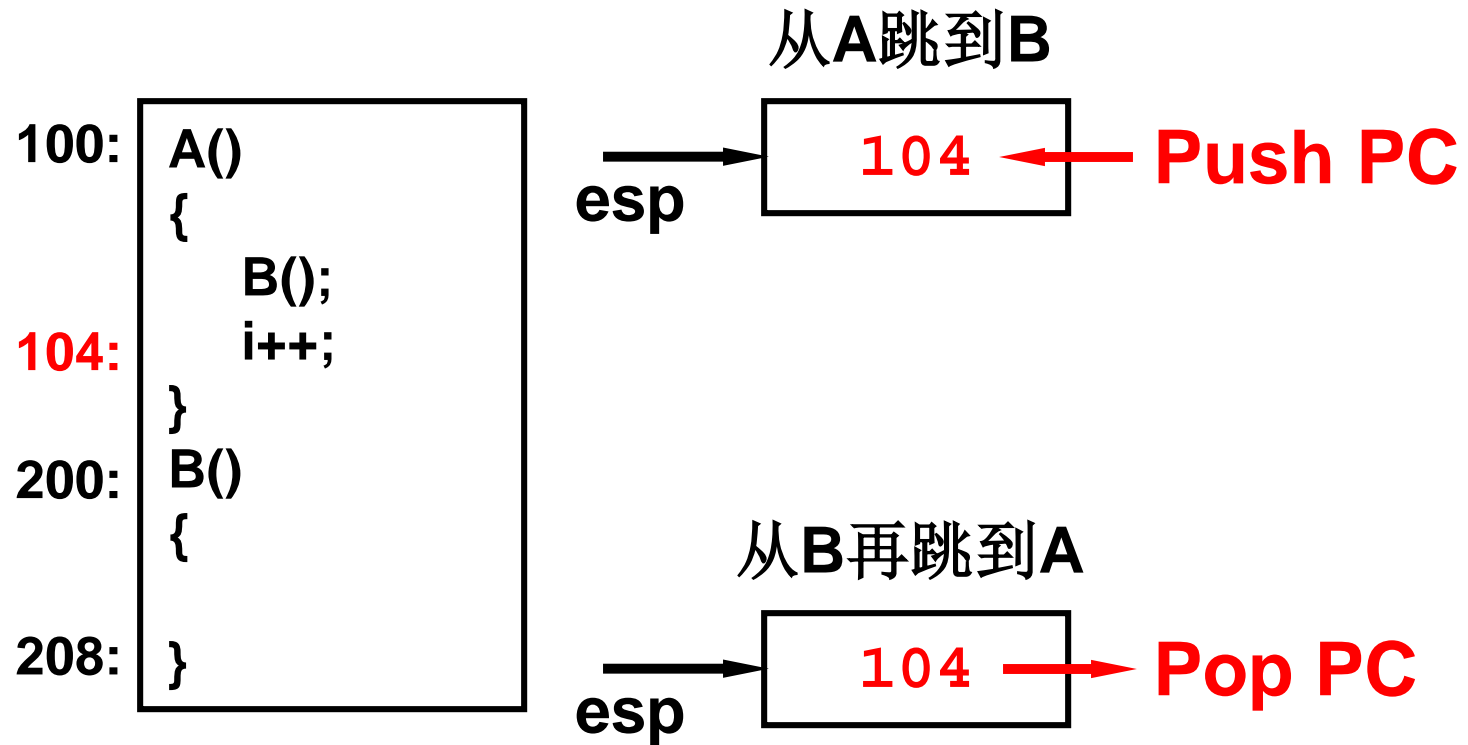 从A跳到B
100: A()
{
B();
104: i++;
}
200: B()
{
208: }
esp
104
Push PC
从B再跳到A
esp
104
Pop PC